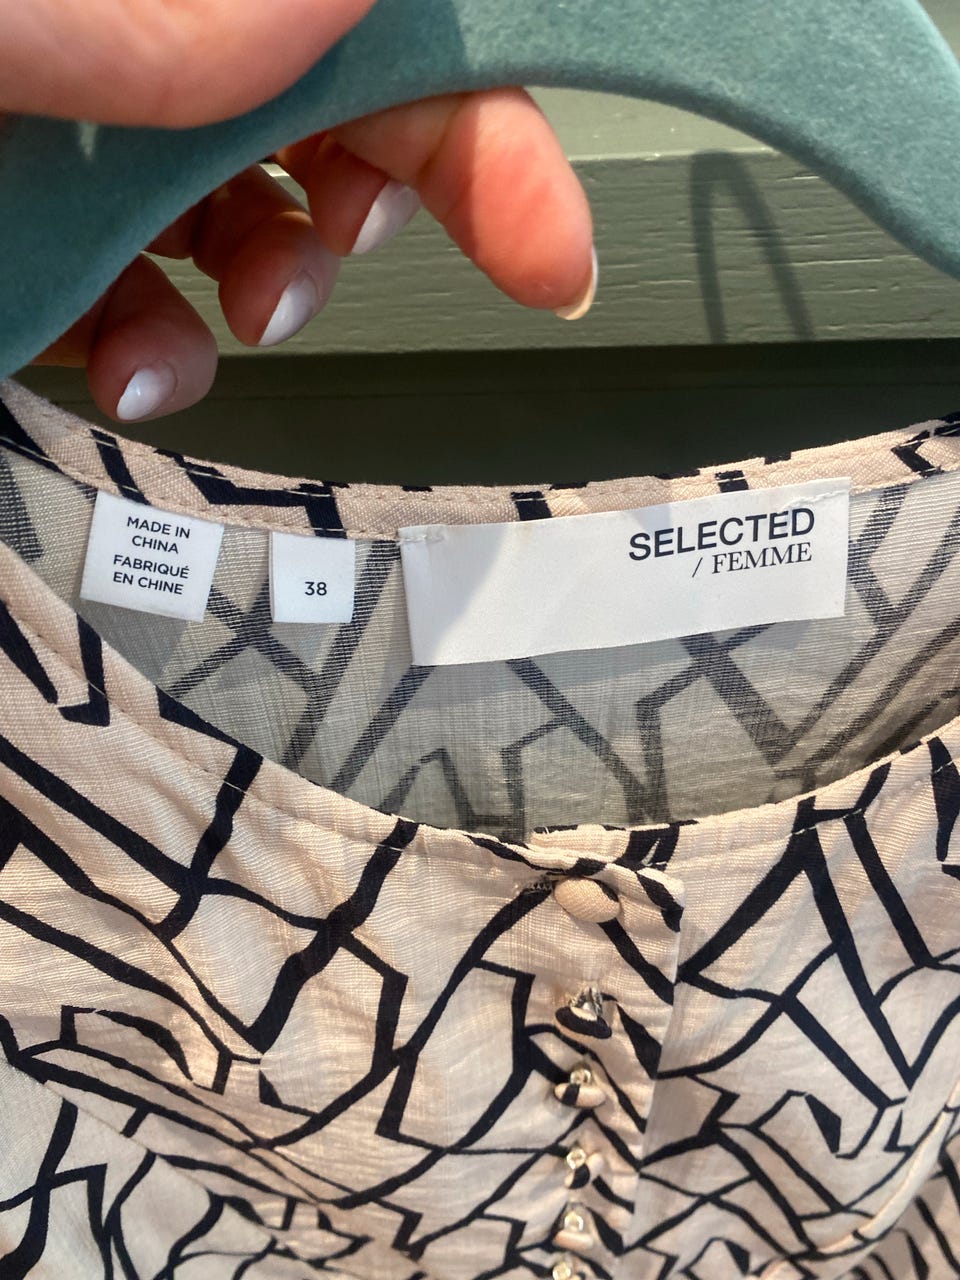 MADE IN
CHINA
FABRIQUÉ
EN CHINE
38
SELECTED
/ FEMME